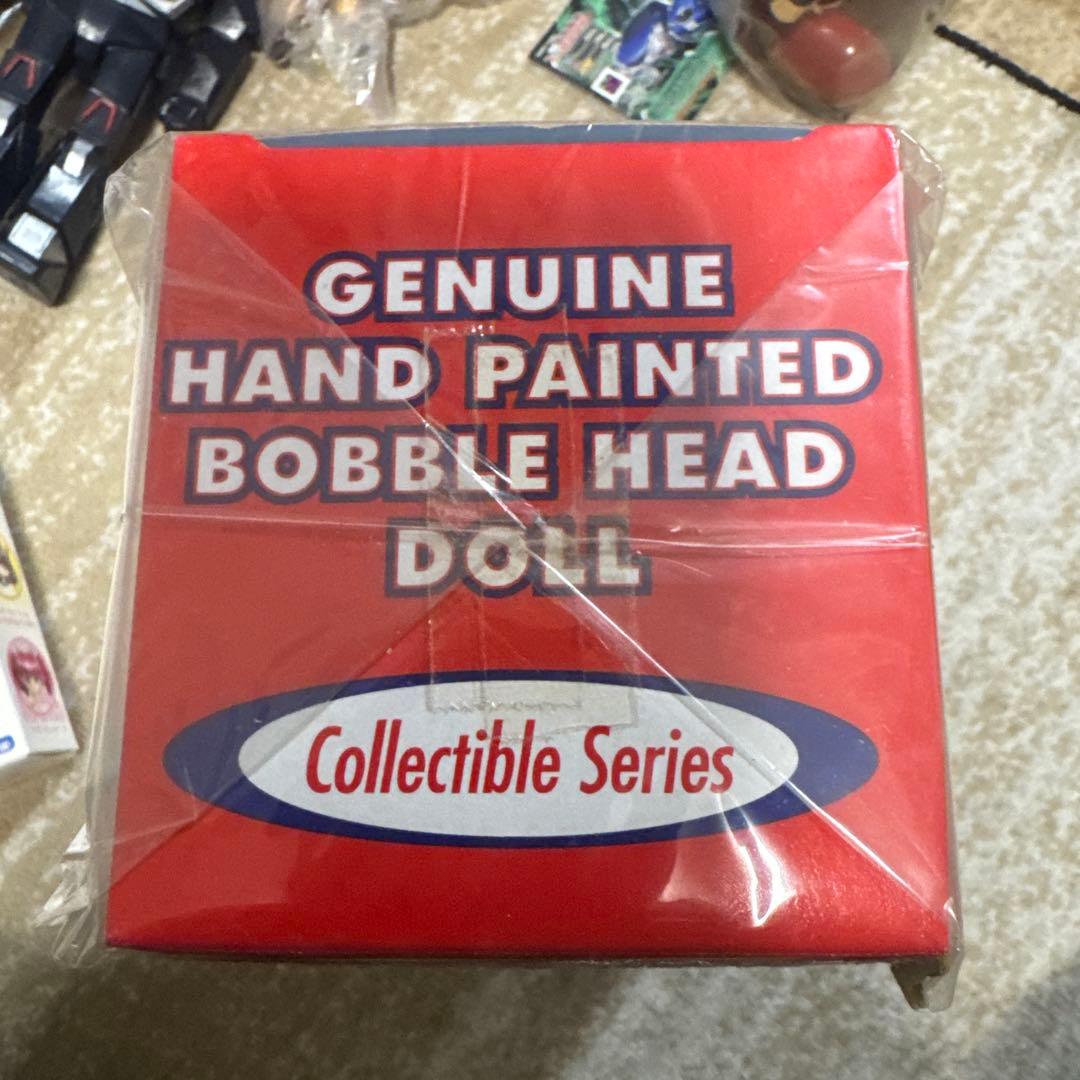 GENUINE
HAND PAINTED
BOBBLE HEAD
DOLL
Collectible Series